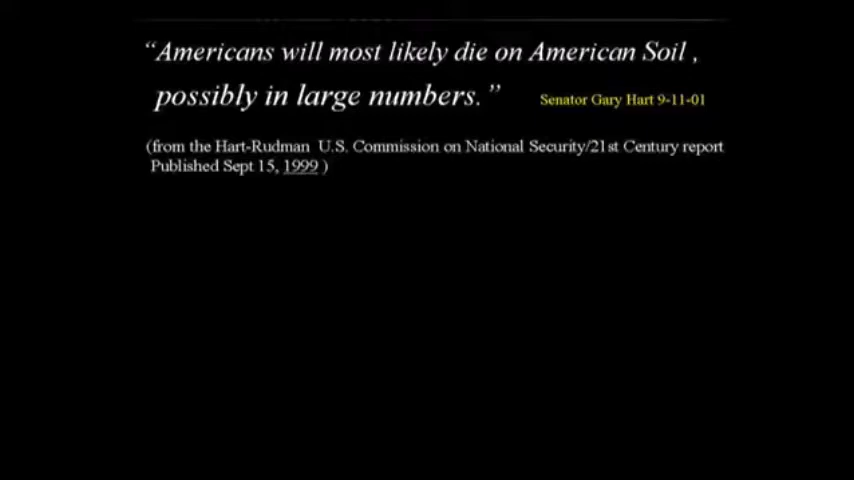 “Americans will most likely die on American Soil ,
possibly in large numbers.” Senator Gary Hart 9-11-01
(from the Hart-Rudman U.S. Commission on National Security/21st Century report
Published Sept 15, 1999 )